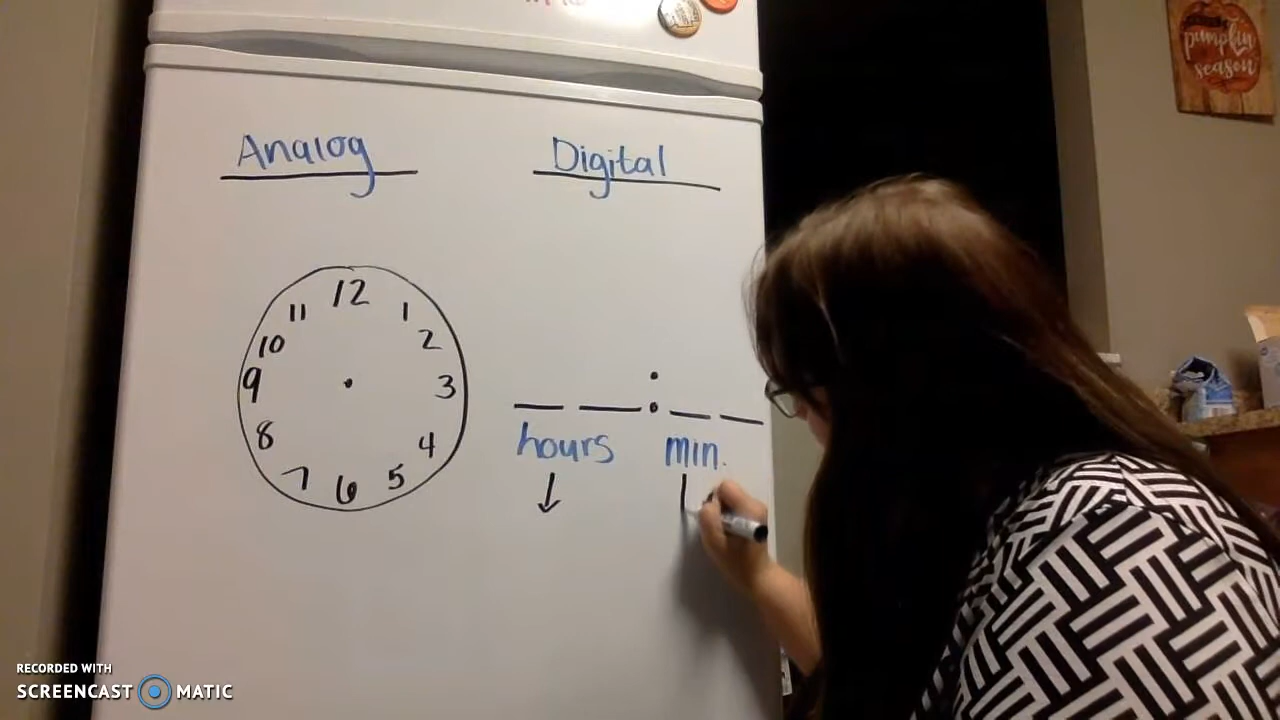 pumpkin
season
Analog
Digital
12
11
1
10
2
9
3
8
4
7
5
6
:
hours
min.
RECORDED WITH
SCREENCAST MATIC